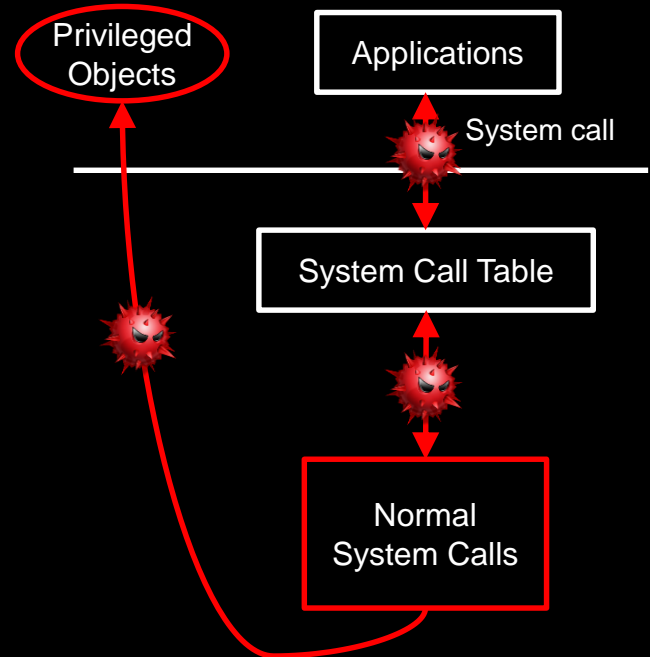 Privileged
Objects
Applications
System call
System Call Table
Normal
System Calls